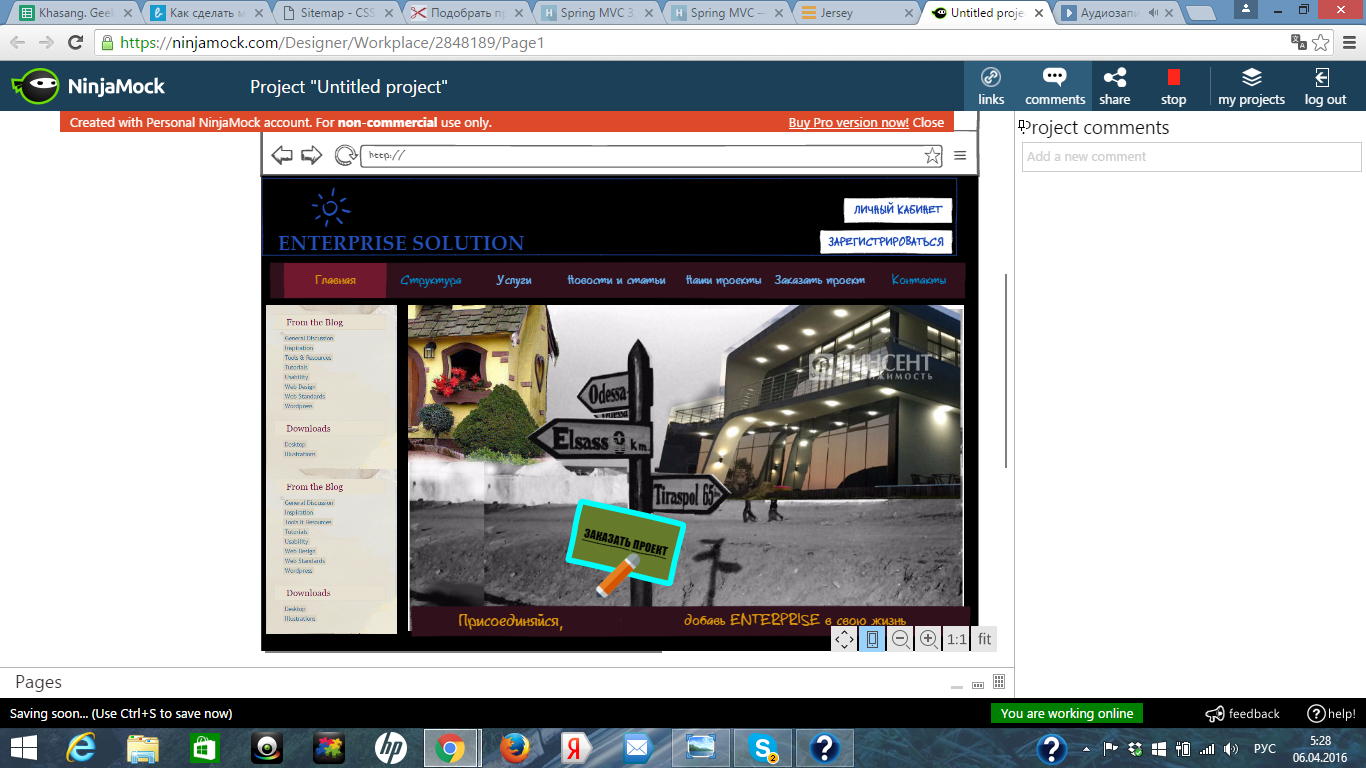 Khasang. Geek
Как сделать м
Sitemap - CSS
Подобрать пр
Spring MVC 3
Spring MVC –
Jersey
Untitled proje
Аудиозапи
https://ninjamock.com/Designer/Workplace/2848189/Page1
NinjaMock
Project "Untitled project"
links
comments
share
stop
my projects
log out
Created with Personal NinjaMock account. For non-commercial use only.
Buy Pro version now! Close
Project comments
Add a new comment
http://
ENTERPRISE SOLUTION
ЛИЧНЫЙ КАБИНЕТ
ЗАРЕГИСТРИРОВАТЬСЯ
Главная
Структура
Услуги
Новости и статьи
Наши проекты
Заказать проект
Контакты
From the Blog
General Discussion
Inspiration
Tools & Resources
Tutorials
Usability
Web Design
Web Standards
Wordpress
Downloads
Desktop
Illustrations
From the Blog
General Discussion
Inspiration
Tools & Resources
Tutorials
Usability
Web Design
Web Standards
Wordpress
Downloads
Desktop
Illustrations
Odessa
Elsass 0 km.
Tiraspol 65
ВИНСЕНТ
ЗАКАЗАТЬ ПРОЕКТ
Присоединяйся,
добавь ENTERPRISE в свою жизнь
1:1
fit
Pages
Saving soon... (Use Ctrl+S to save now)
You are working online
feedback
help!
2
РУС
5:28
06.04.2016